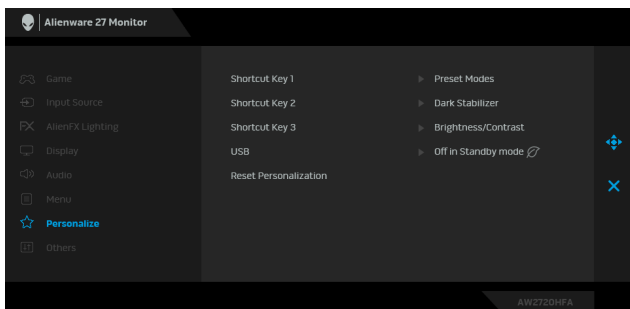 Alienware 27 Monitor
Game
Input Source
AlienFX Lighting
Display
Audio
Menu
Personalize
Others
Shortcut Key 1 Preset Modes
Shortcut Key 2 Dark Stabilizer
Shortcut Key 3 Brightness/Contrast
USB Off in Standby mode
Reset Personalization
AW2720HFA